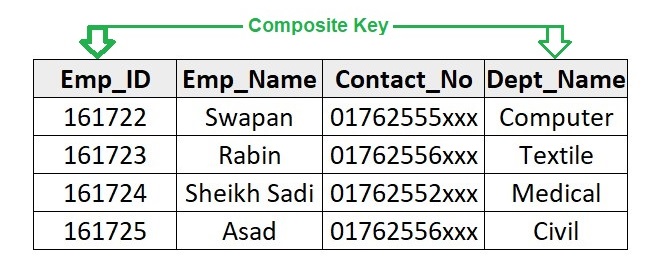 Composite Key
Emp_ID Emp_Name Contact_No Dept_Name
161722 Swapan 01762555xxx Computer
161723 Rabin 01762556xxx Textile
161724 Sheikh Sadi 01762552xxx Medical
161725 Asad 01762556xxx Civil